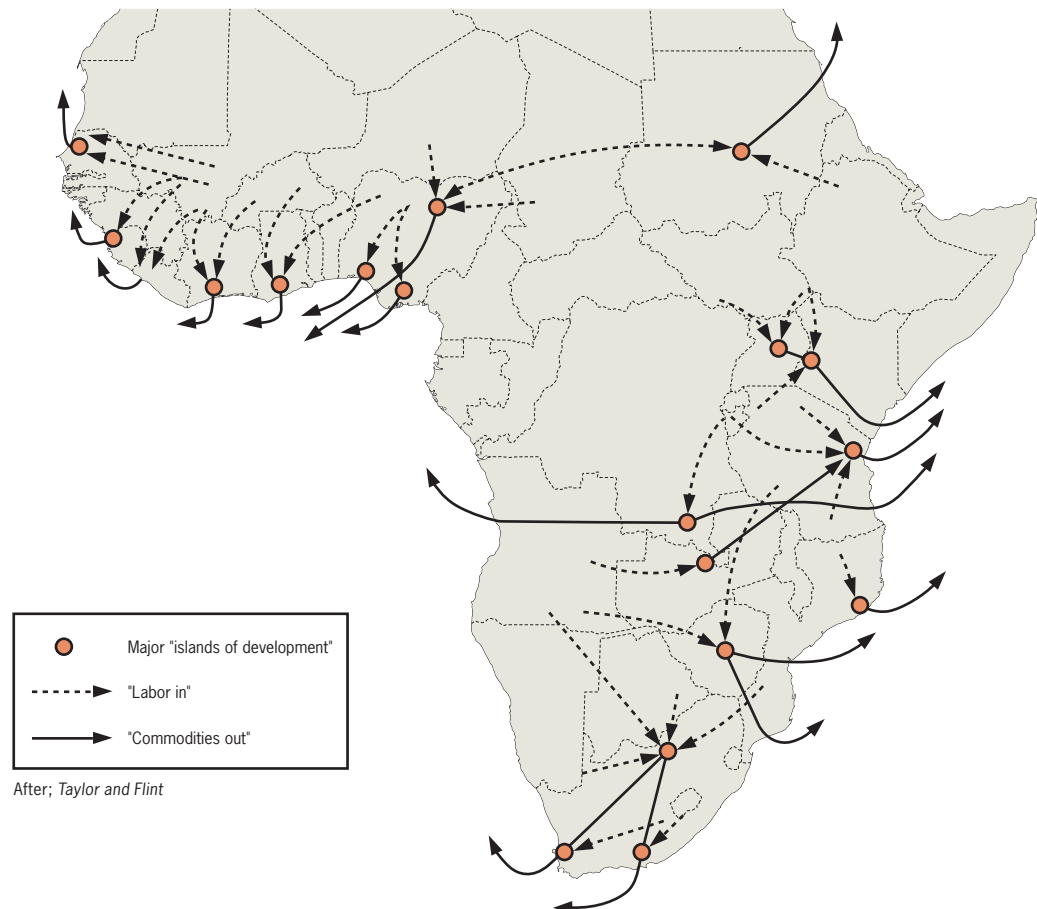 Major "islands of development"
"Labor in"
"Commodities out"
After; Taylor and Flint